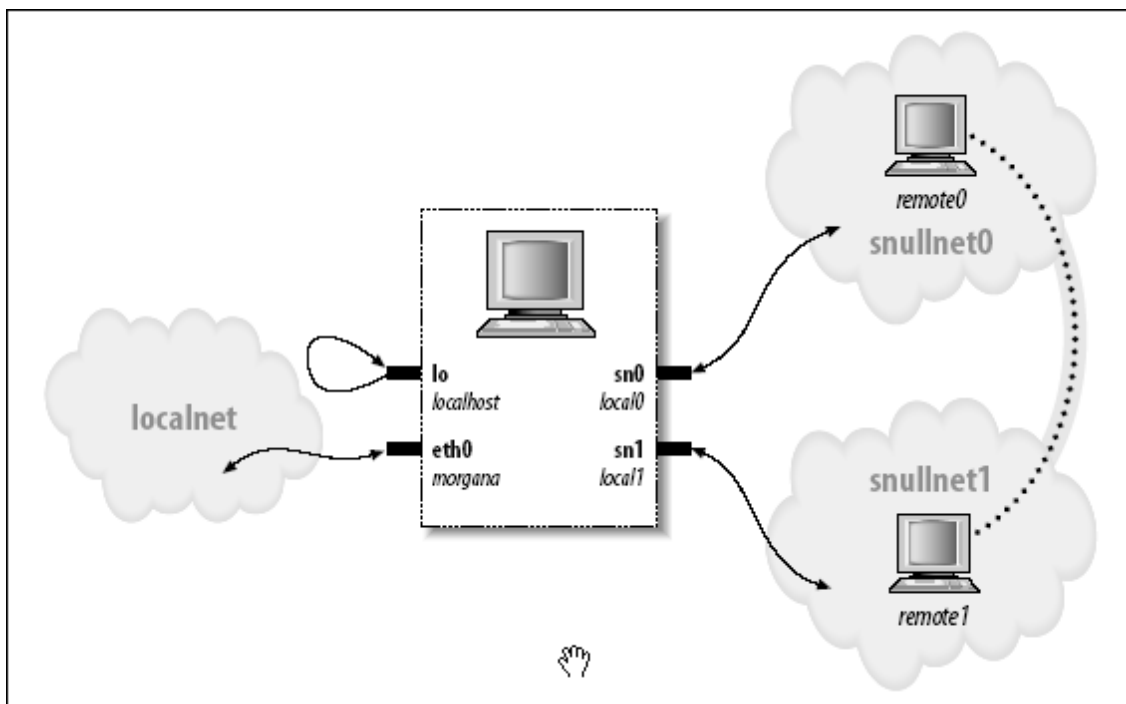 remote0
snullnet0
lo
localhost
eth0
morgana
sn0
local0
sn1
local1
localnet
snullnet1
remote1